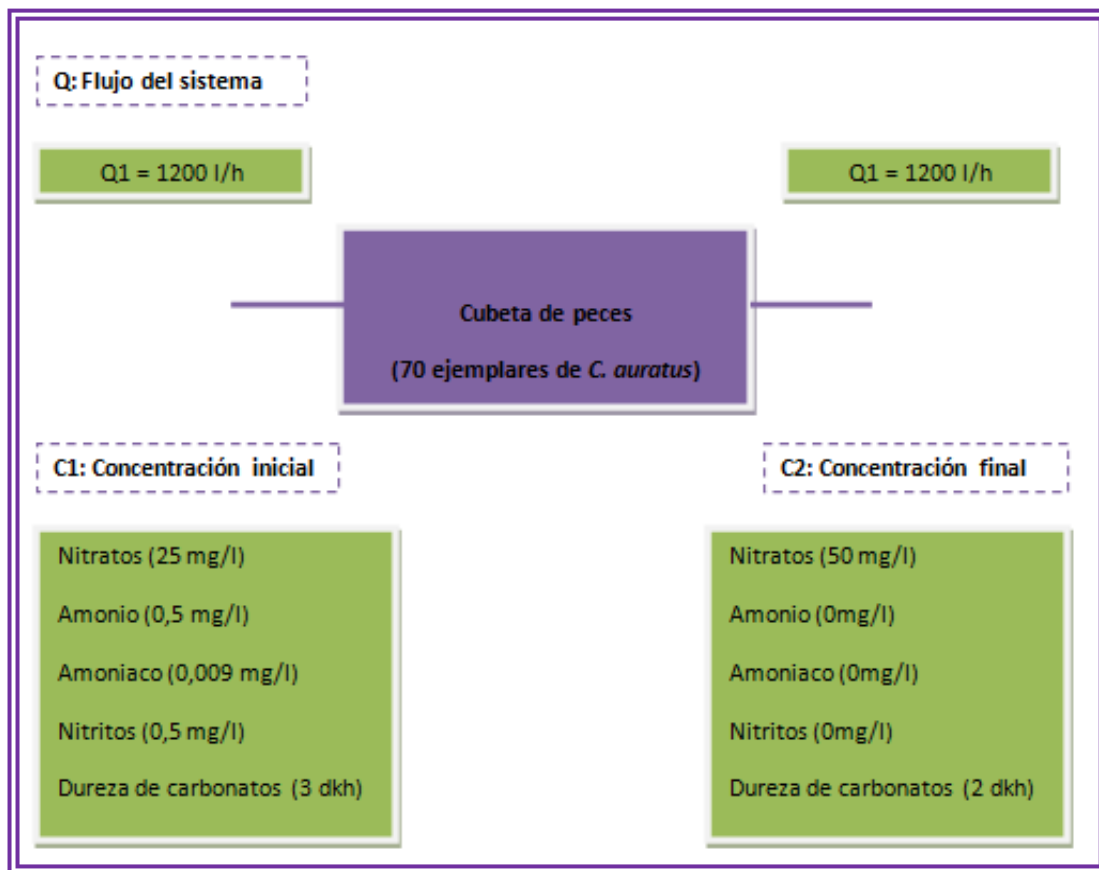 Q: Flujo del sistema
Q1 = 1200 l/h
Q1 = 1200 l/h
Cubeta de peces
(70 ejemplares de C. auratus)
C1: Concentración inicial
C2: Concentración final
Nitratos (25 mg/l)
Amonio (0,5 mg/l)
Amoniaco (0,009 mg/l)
Nitritos (0,5 mg/l)
Dureza de carbonatos (3 dkh)
Nitratos (50 mg/l)
Amonio (0mg/l)
Amoniaco (0mg/l)
Nitritos (0mg/l)
Dureza de carbonatos (2 dkh)